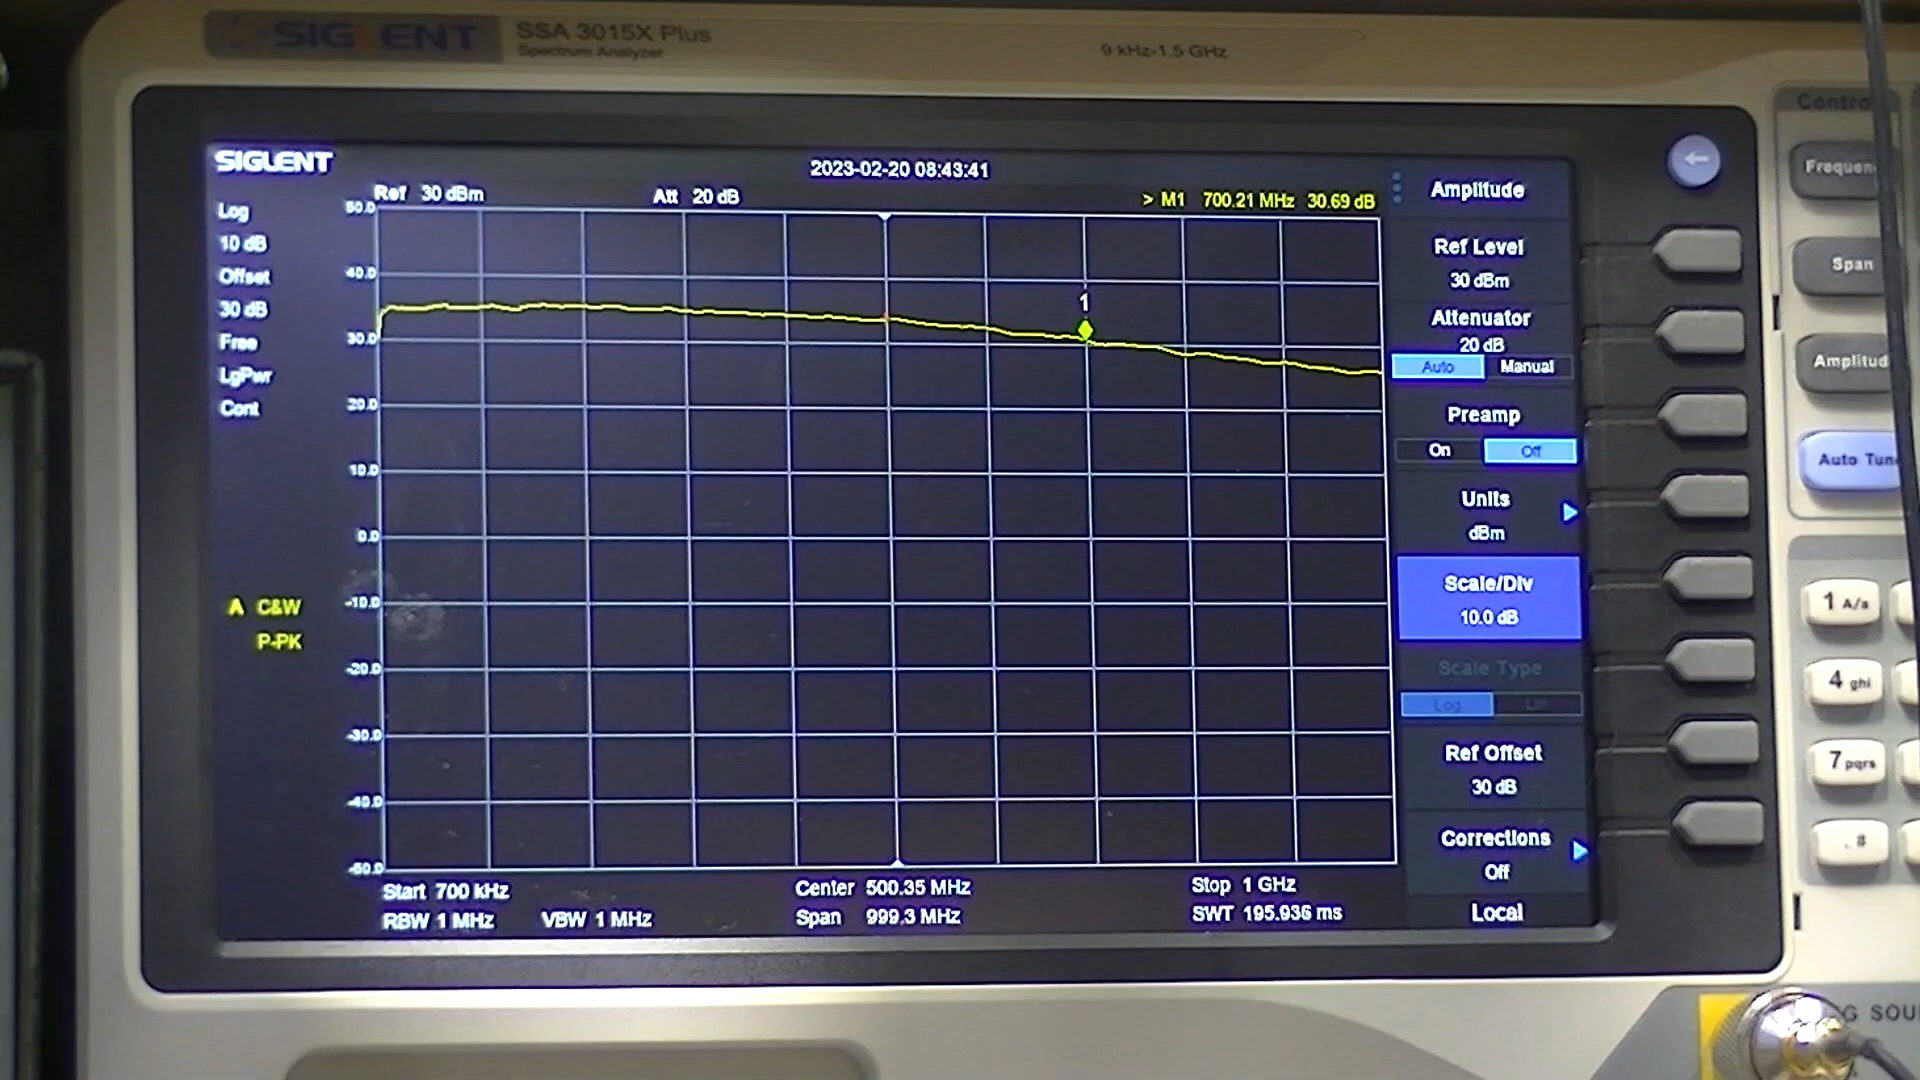 SIGLENT SSA 3015X Plus
Spectrum Analyzer
9 kHz-1.5 GHz
SIGLENT
2023-02-20 08:43:41
Ref 30 dBm Att 20 dB > M1 700.21 MHz 30.69 dB
Log
10 dB
Offset
30 dB
Free
LgPwr
Cont
A C&W
P-PK
50.0
40.0
30.0
20.0
10.0
0.0
-10.0
-20.0
-30.0
-40.0
-50.0
1
Start 700 kHz Center 500.35 MHz Stop 1 GHz
RBW 1 MHz VBW 1 MHz Span 999.3 MHz SWT 195.936 ms
Amplitude
Ref Level
30 dBm
Attenuator
20 dB
Auto Manual
Preamp
On Off
Units
dBm
Scale/Div
10.0 dB
Scale Type
Log Lin
Ref Offset
30 dB
Corrections
Off
Local
Contro
Frequen
Span
Amplitud
Auto Tun
1 A/a
4 ghi
7 pqrs
. #
G SOU